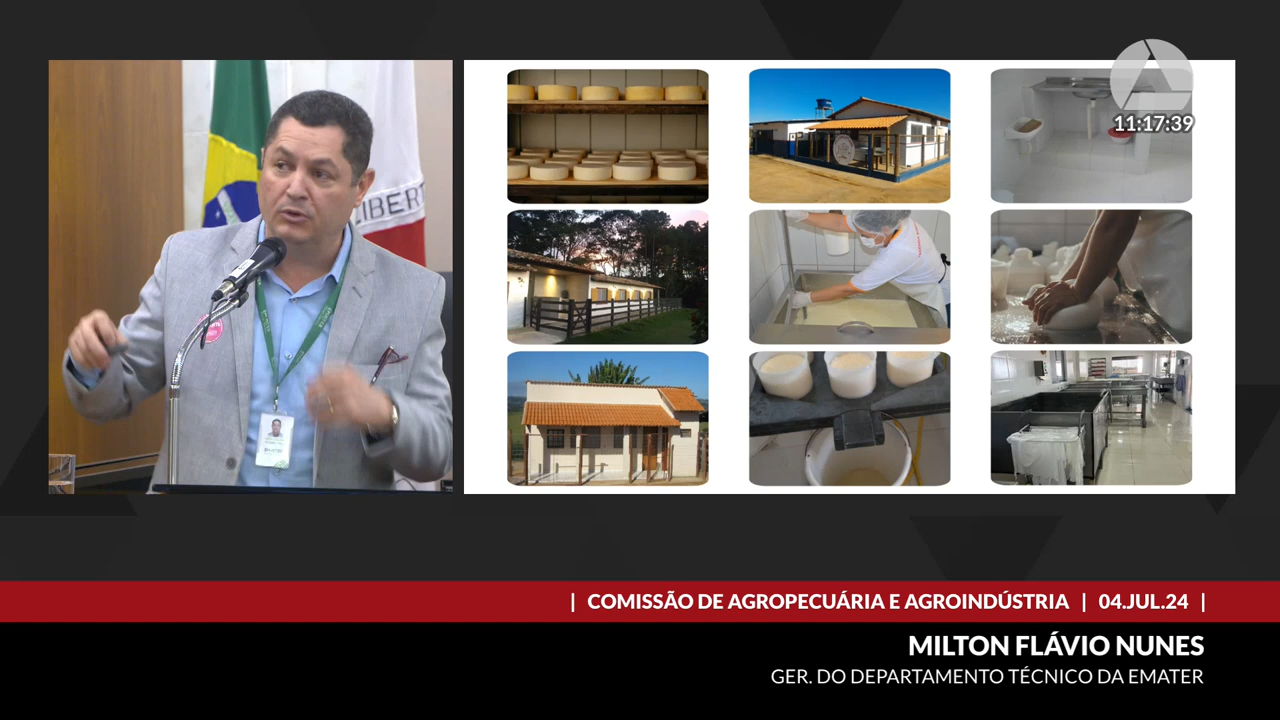 11:17:39
LIBERT
| COMISSÃO DE AGROPECUÁRIA E AGROINDÚSTRIA | 04.JUL.24 |
MILTON FLÁVIO NUNES
GER. DO DEPARTAMENTO TÉCNICO DA EMATER